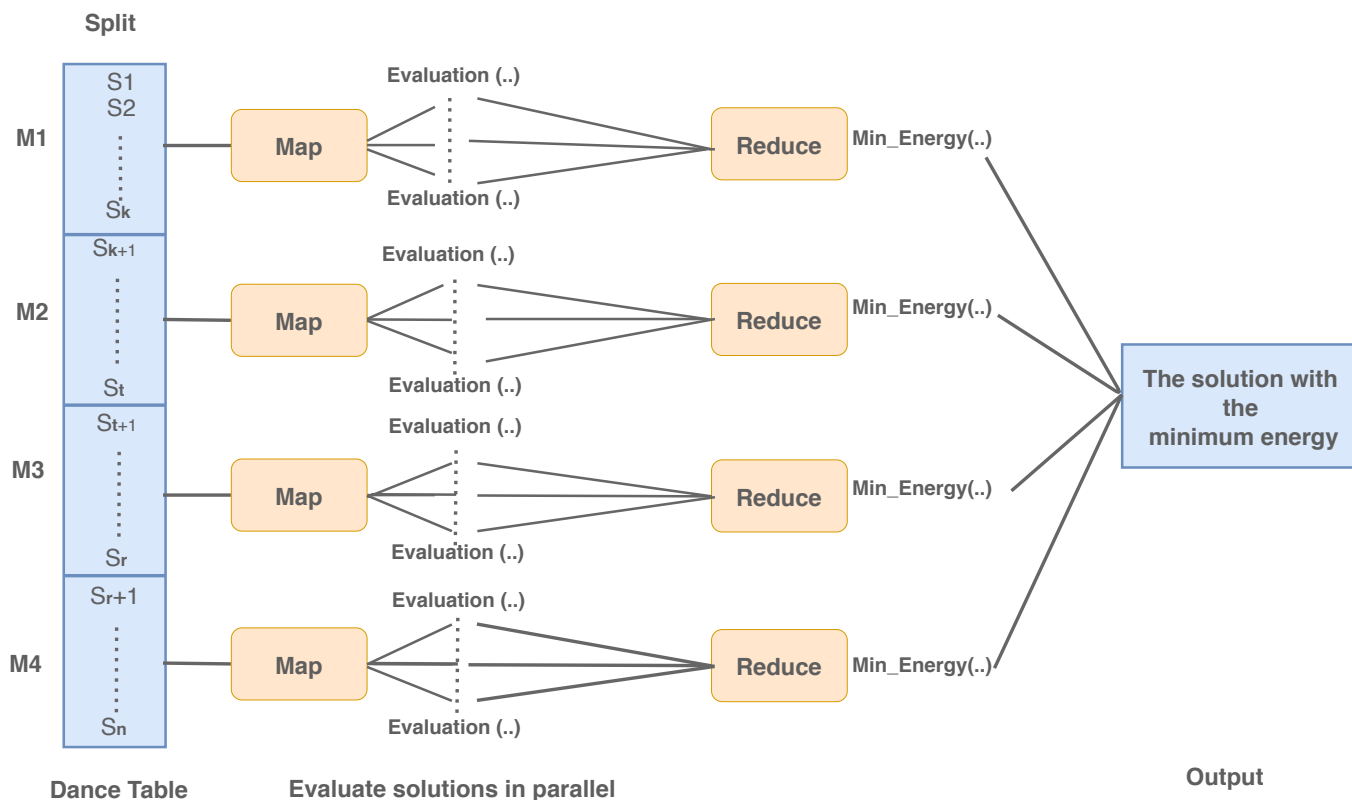 Split
S1
S2
M1
Sk
Map
Evaluation (..)
Evaluation (..)
Reduce
Min_Energy(..)
Sk+1
M2
St
Map
Evaluation (..)
Evaluation (..)
Reduce
Min_Energy(..)
St+1
M3
Sr
Map
Evaluation (..)
Evaluation (..)
Reduce
Min_Energy(..)
Sr+1
M4
Sn
Map
Evaluation (..)
Evaluation (..)
Reduce
Min_Energy(..)
The solution with
the
minimum energy
Dance Table
Evaluate solutions in parallel
Output